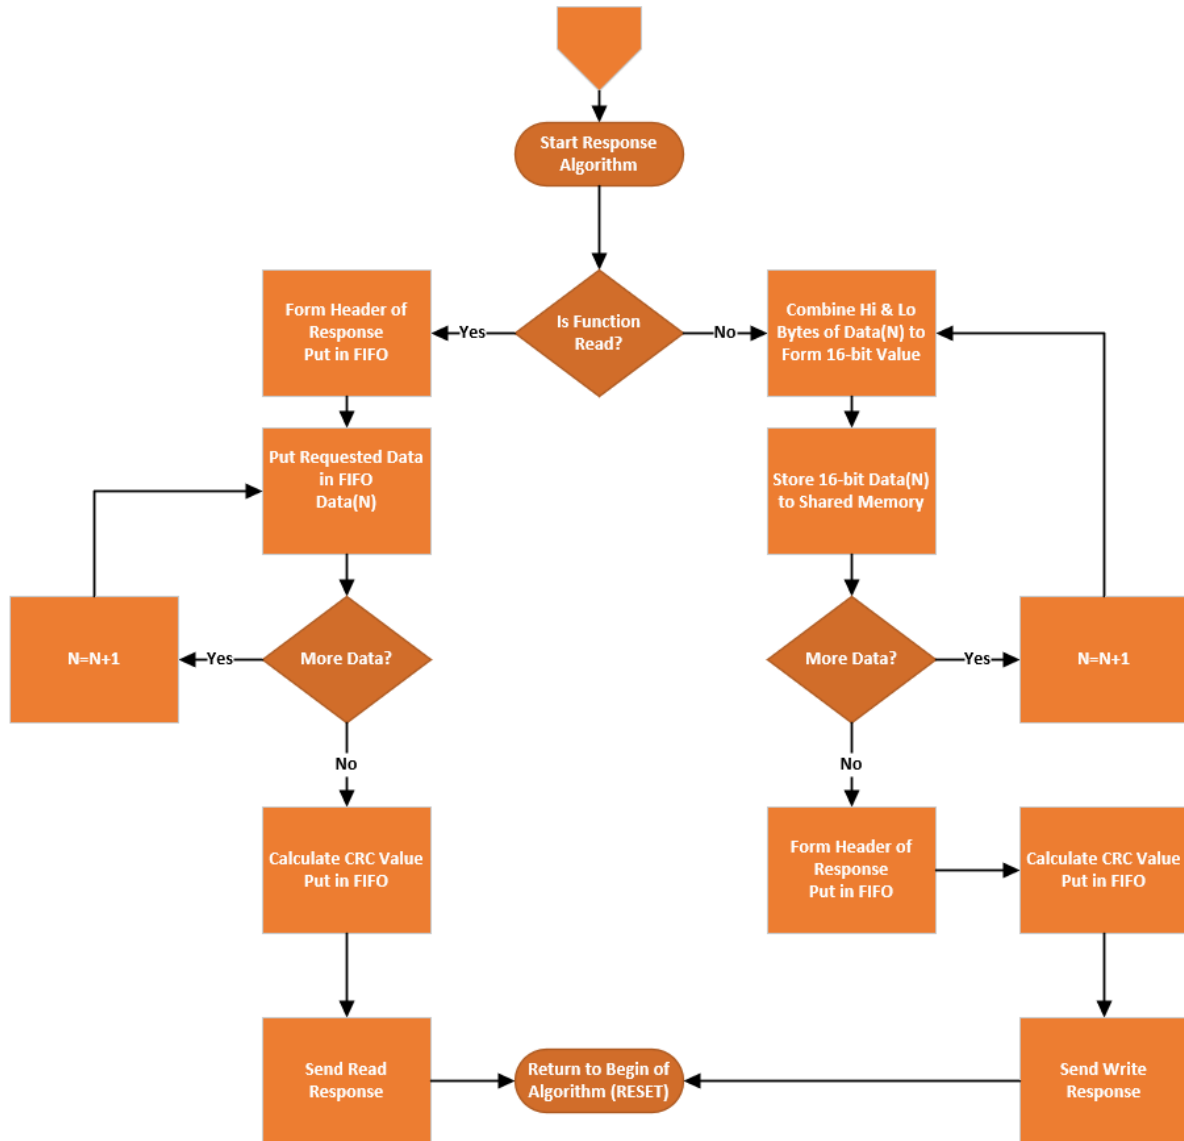 Start Response
Algorithm
Is Function
Read?
Yes
No
Form Header of
Response
Put in FIFO
Combine Hi & Lo
Bytes of Data(N) to
Form 16-bit Value
Put Requested Data
in FIFO
Data(N)
Store 16-bit Data(N)
to Shared Memory
N=N+1
Yes
More Data?
More Data?
Yes
N=N+1
No
No
Calculate CRC Value
Put in FIFO
Form Header of
Response
Put in FIFO
Calculate CRC Value
Put in FIFO
Send Read
Response
Return to Begin of
Algorithm (RESET)
Send Write
Response